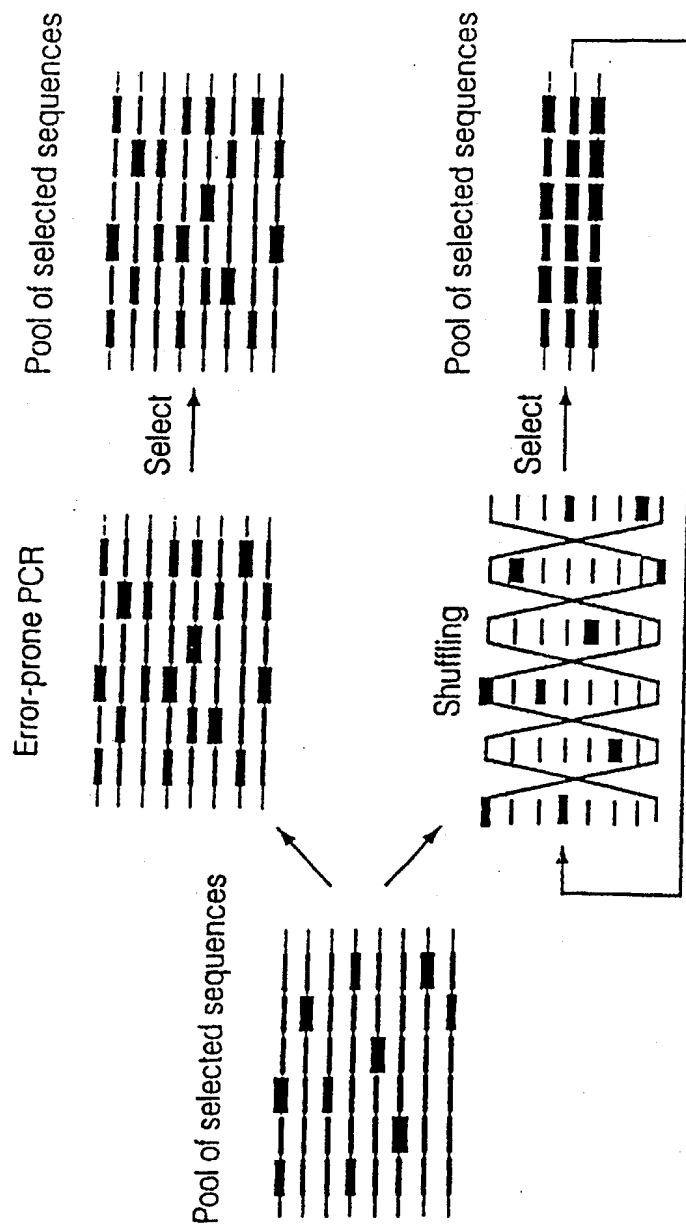 Pool of selected sequences
Error-prone PCR
Select
Pool of selected sequences
Shuffling
Select
Pool of selected sequences